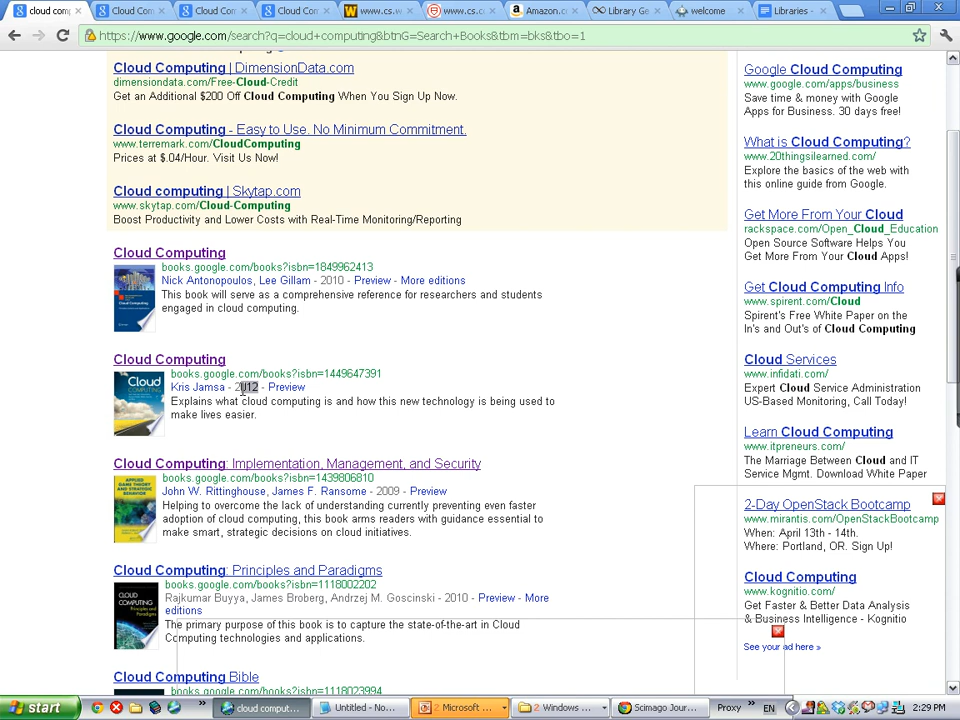 cloud comp
Cloud Com
Cloud Com
Cloud Com
www.cs.w
www.cs.c
Amazon.c
Library Ge
welcome
Libraries -
https://www.google.com/search?q=cloud+computing&btnG=Search+Books&tbm=bks&tbo=1
Cloud Computing | DimensionData.com
dimensiondata.com/Free-Cloud-Credit
Get an Additional $200 Off Cloud Computing When You Sign Up Now.
Cloud Computing - Easy to Use. No Minimum Commitment.
www.terremark.com/CloudComputing
Prices at $.04/Hour. Visit Us Now!
Cloud computing | Skytap.com
www.skytap.com/Cloud-Computing
Boost Productivity and Lower Costs with Real-Time Monitoring/Reporting
Cloud Computing
books.google.com/books?isbn=1849962413
Nick Antonopoulos, Lee Gillam - 2010 - Preview - More editions
This book will serve as a comprehensive reference for researchers and students
engaged in cloud computing.
Cloud Computing
books.google.com/books?isbn=1449647391
Kris Jamsa - 2012 - Preview
Explains what cloud computing is and how this new technology is being used to
make lives easier.
Cloud Computing: Implementation, Management, and Security
books.google.com/books?isbn=1439806810
John W. Rittinghouse, James F. Ransome - 2009 - Preview
Helping to overcome the lack of understanding currently preventing even faster
adoption of cloud computing, this book arms readers with guidance essential to
make smart, strategic decisions on cloud initiatives.
Cloud Computing: Principles and Paradigms
books.google.com/books?isbn=1118002202
Rajkumar Buyya, James Broberg, Andrzej M. Goscinski - 2010 - Preview - More
editions
The primary purpose of this book is to capture the state-of-the-art in Cloud
Computing technologies and applications.
Cloud Computing Bible
books.google.com/books?isbn=1118023994
Google Cloud Computing
www.google.com/apps/business
Save time & money with Google
Apps for Business. 30 days free!
What is Cloud Computing?
www.20thingsilearned.com/
Explore the basics of the web with
this online guide from Google.
Get More From Your Cloud
rackspace.com/Open_Cloud_Education
Open Source Software Helps You
Get More From Your Cloud Apps!
Get Cloud Computing Info
www.spirent.com/Cloud
Spirent's Free White Paper on the
In's and Out's of Cloud Computing
Cloud Services
www.infidati.com/
Expert Cloud Service Administration
US-Based Monitoring, Call Today!
Learn Cloud Computing
www.itpreneurs.com/
The Marriage Between Cloud and IT
Service Mgmt. Download White Paper
2-Day OpenStack Bootcamp
www.mirantis.com/OpenStackBootcamp
When: April 13th - 14th.
Where: Portland, OR. Sign Up!
Cloud Computing
www.kognitio.com/
Get Faster & Better Data Analysis
& Business Intelligence - Kognitio
See your ad here »
start
cloud comput...
Untitled - No...
2 Microsoft ...
2 Windows ...
Scimago Jour...
Proxy
EN
2:29 PM